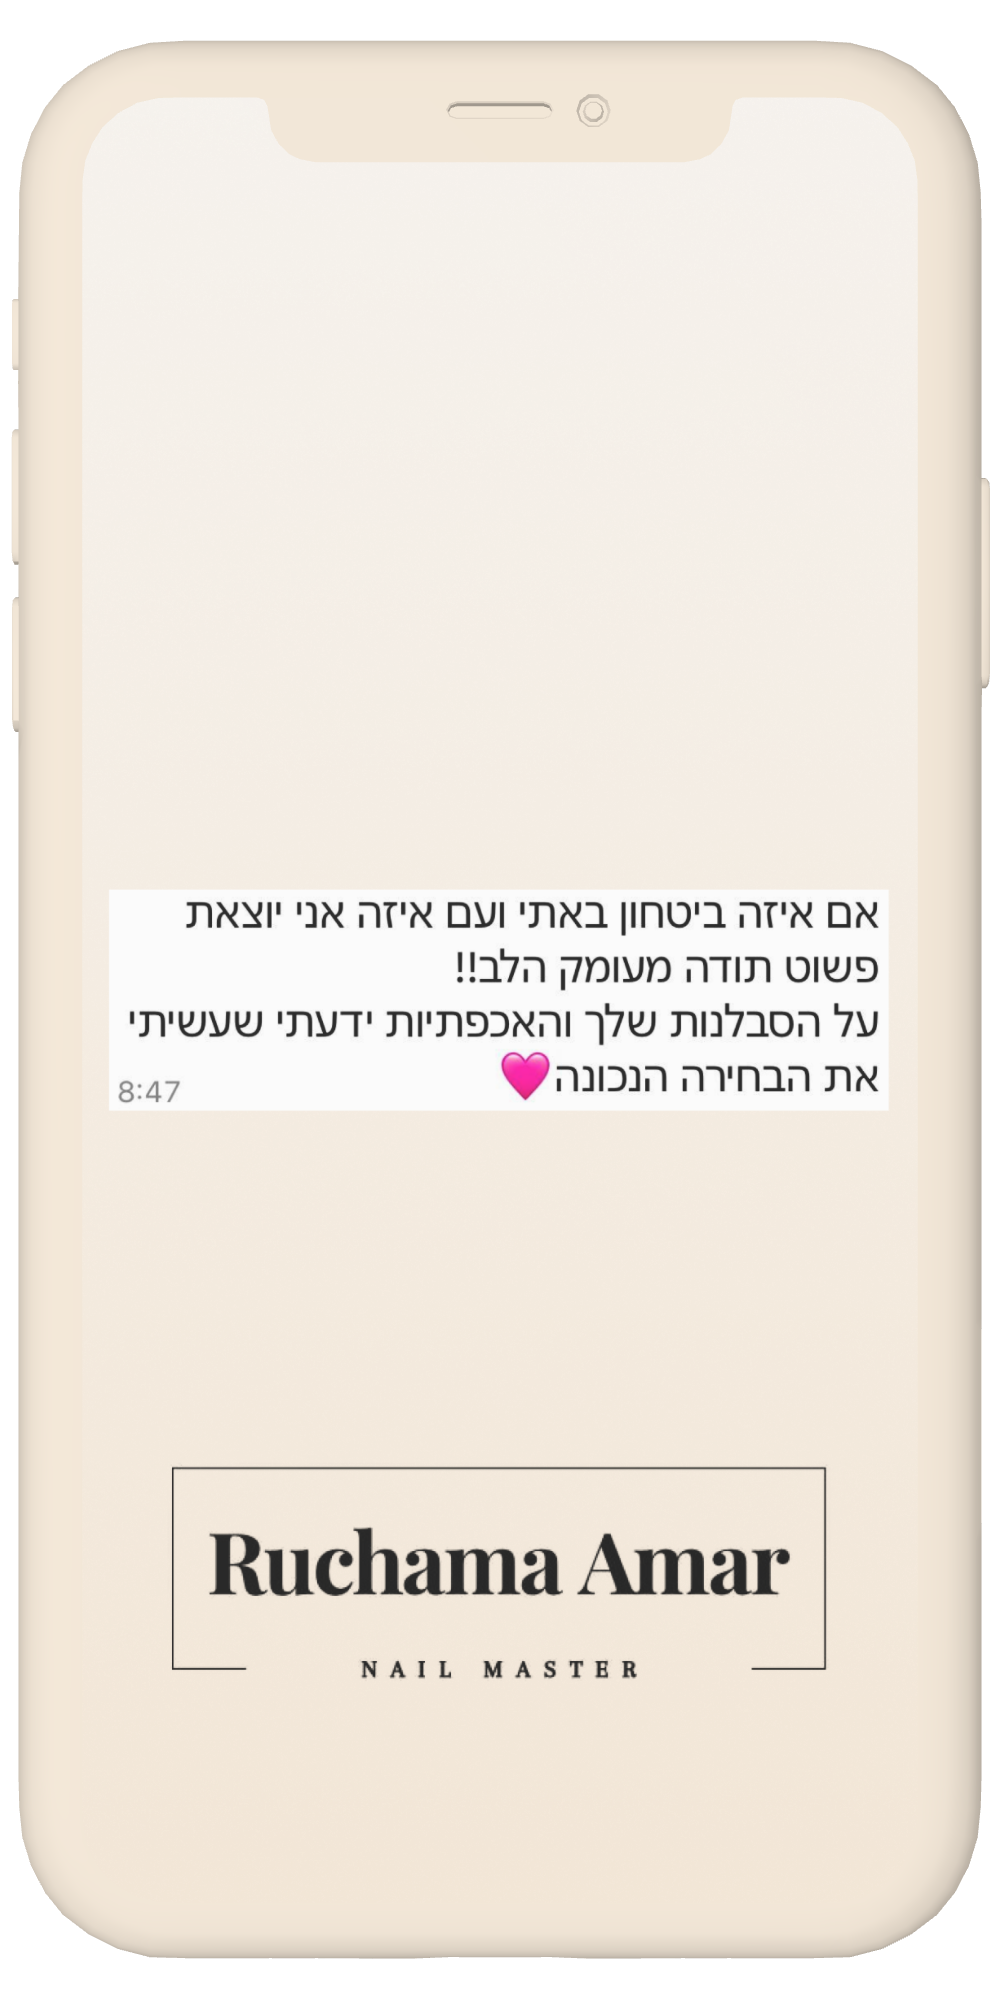 אם איזה ביטחון באתי ועם איזה אני יוצאת
פשוט תודה מעומק הלב!!
על הסבלנות שלך והאכפתיות ידעתי שעשיתי
את הבחירה הנכונה🩷
8:47
Ruchama Amar
NAIL MASTER